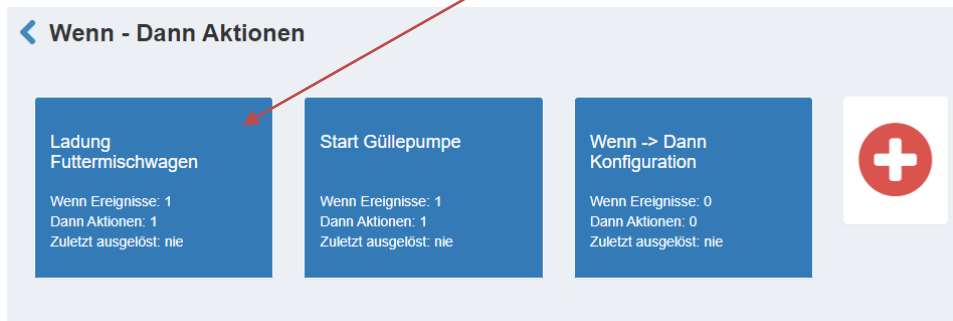 Wenn - Dann Aktionen
Ladung
Futtermischwagen
Wenn Ereignisse: 1
Dann Aktionen: 1
Zuletzt ausgelöst: nie
Start Güllepumpe
Wenn Ereignisse: 1
Dann Aktionen: 1
Zuletzt ausgelöst: nie
Wenn -> Dann
Konfiguration
Wenn Ereignisse: 0
Dann Aktionen: 0
Zuletzt ausgelöst: nie